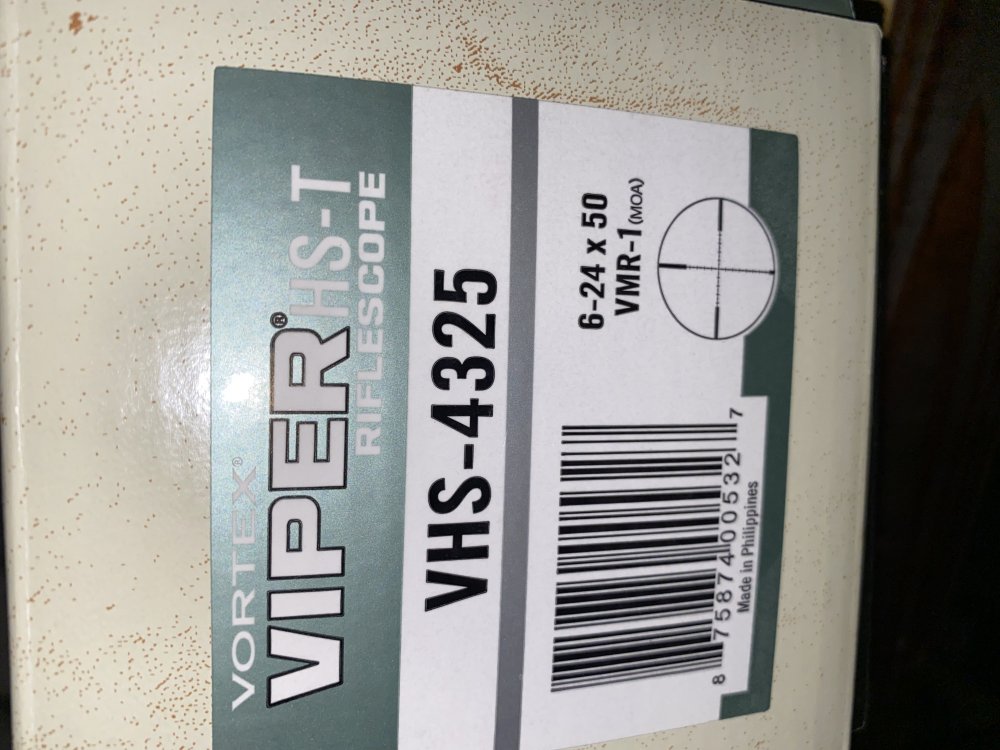 VORTEX®
VIPER® HS-T
RIFLESCOPE
VHS-4325
6-24 x 50
VMR-1(MOA)
8 75874 00532 7
Made in Philippines